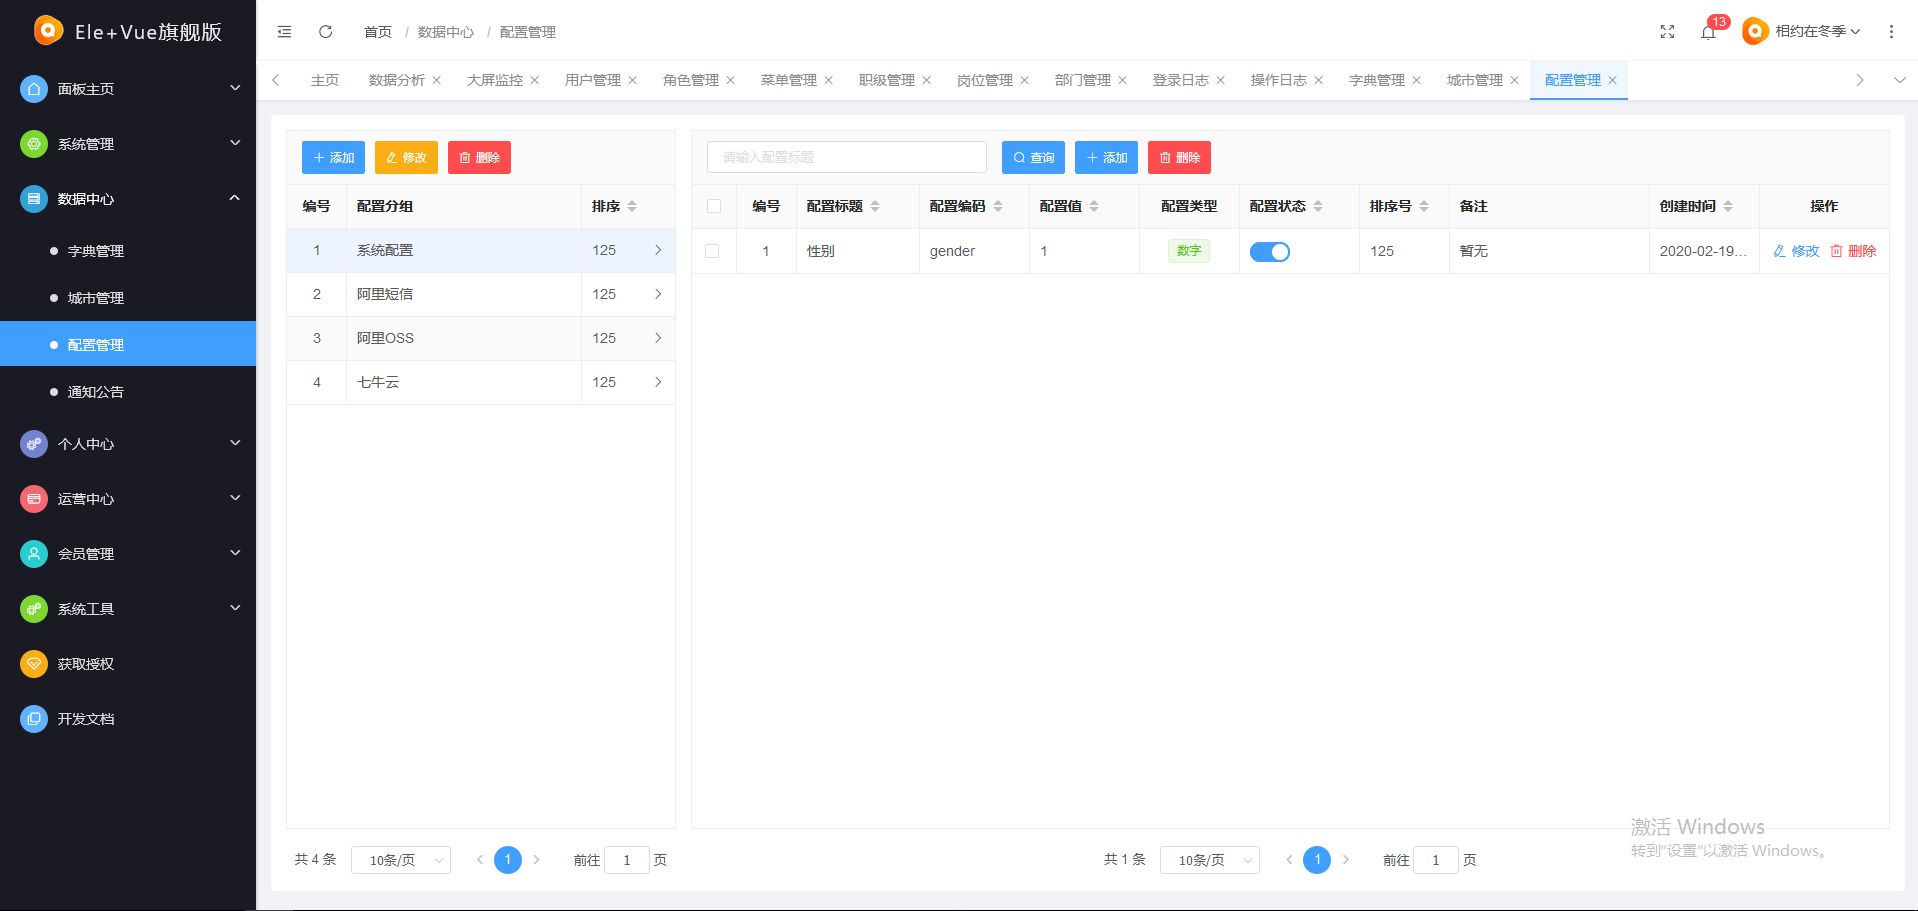 Ele+Vue旗舰版
首页 / 数据中心 / 配置管理
13
相约在冬季
主页 数据分析 大屏监控 用户管理 角色管理 菜单管理 职级管理 岗位管理 部门管理 登录日志 操作日志 字典管理 城市管理 配置管理
面板主页
系统管理
数据中心
字典管理
城市管理
配置管理
通知公告
个人中心
运营中心
会员管理
系统工具
获取授权
开发文档
添加 修改 删除
编号 配置分组 排序
1 系统配置 125
2 阿里短信 125
3 阿里OSS 125
4 七牛云 125
共 4 条 10条/页 1 前往 1 页
请输入配置标题 查询 添加 删除
编号 配置标题 配置编码 配置值 配置类型 配置状态 排序号 备注 创建时间 操作
1 性别 gender 1 数字 125 暂无 2020-02-19... 修改 删除
共 1 条 10条/页 1 前往 1 页
激活 Windows
转到"设置"以激活 Windows。